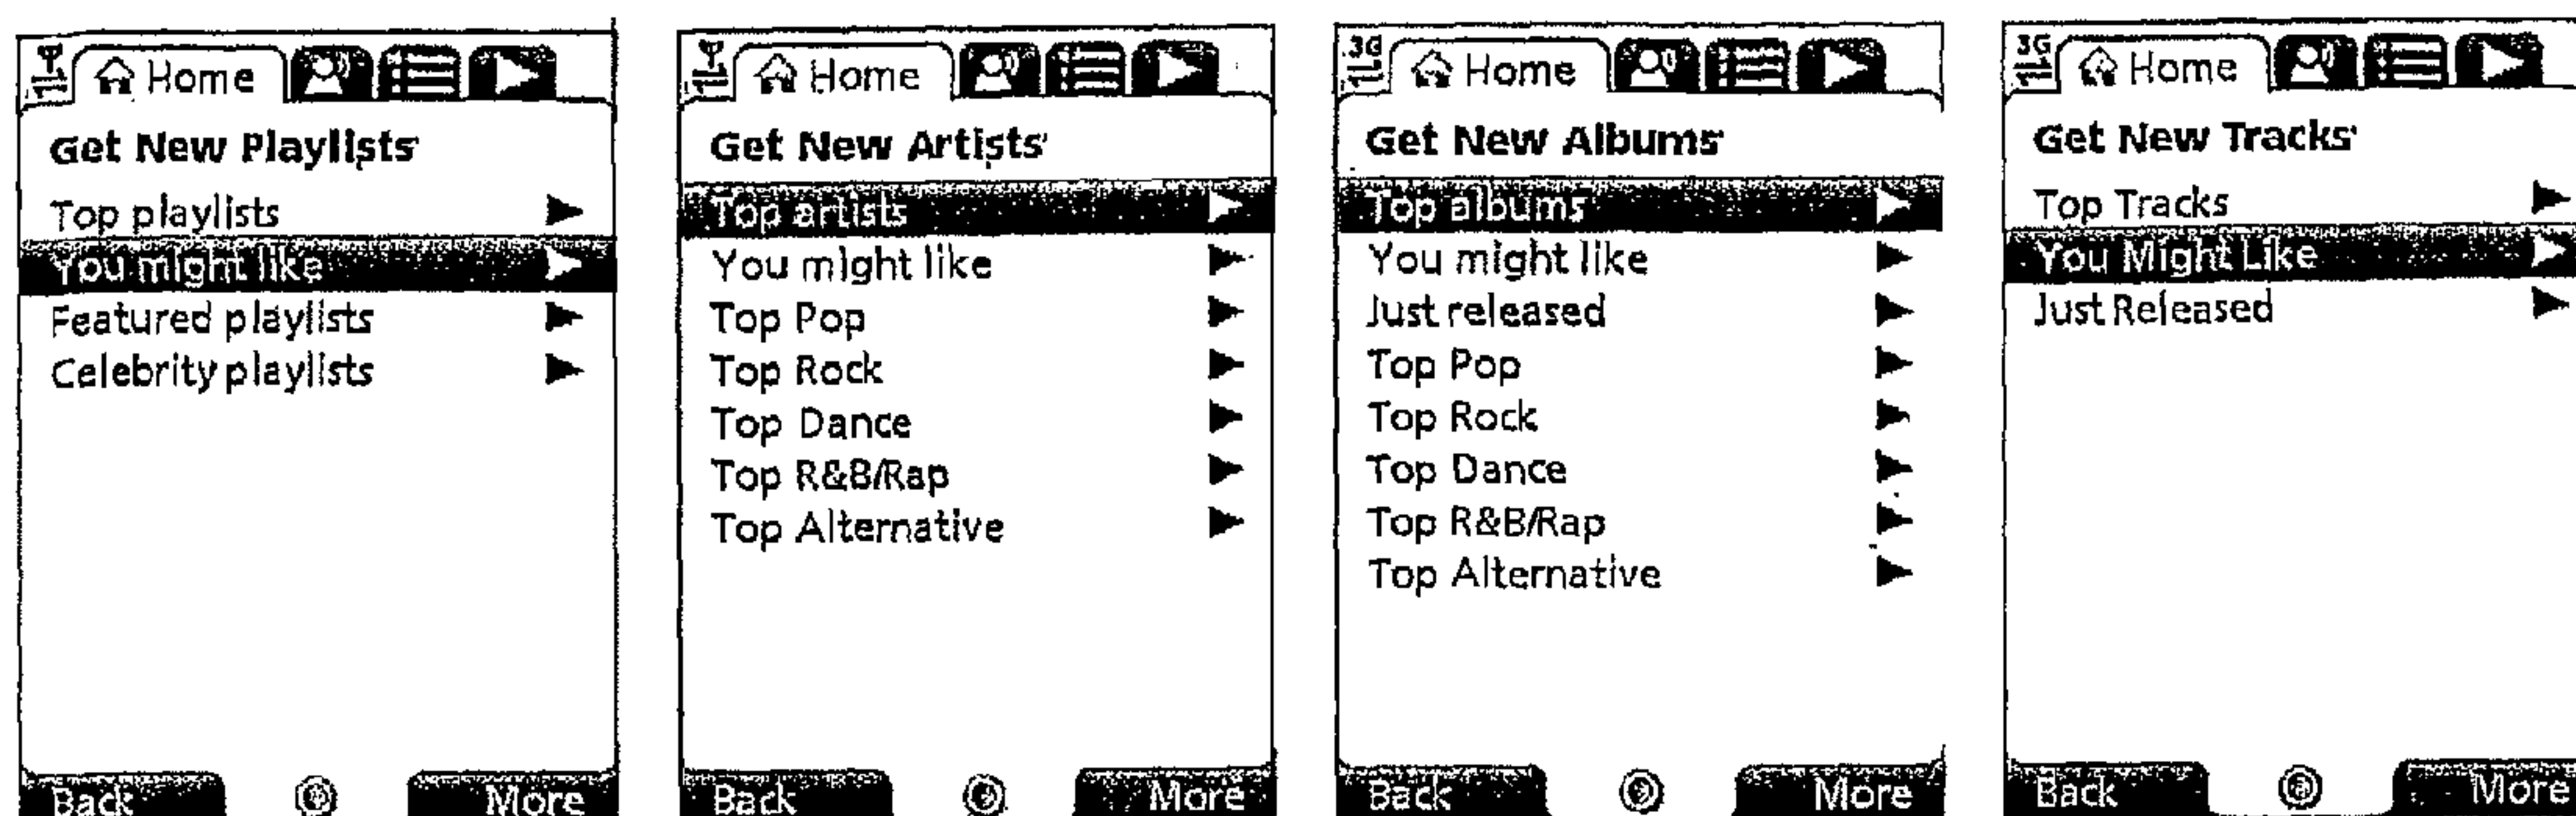 Home
Get New Playlists
Top playlists
You might like
Featured playlists
Celebrity playlists
Back More
Home
Get New Artists
Top artists
You might like
Top Pop
Top Rock
Top Dance
Top R&B/Rap
Top Alternative
Back More
3G Home
Get New Albums
Top albums
You might like
Just released
Top Pop
Top Rock
Top Dance
Top R&B/Rap
Top Alternative
Back More
3G Home
Get New Tracks
Top Tracks
You Might Like
Just Released
Back More